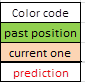 Color code
past position
current one
prediction